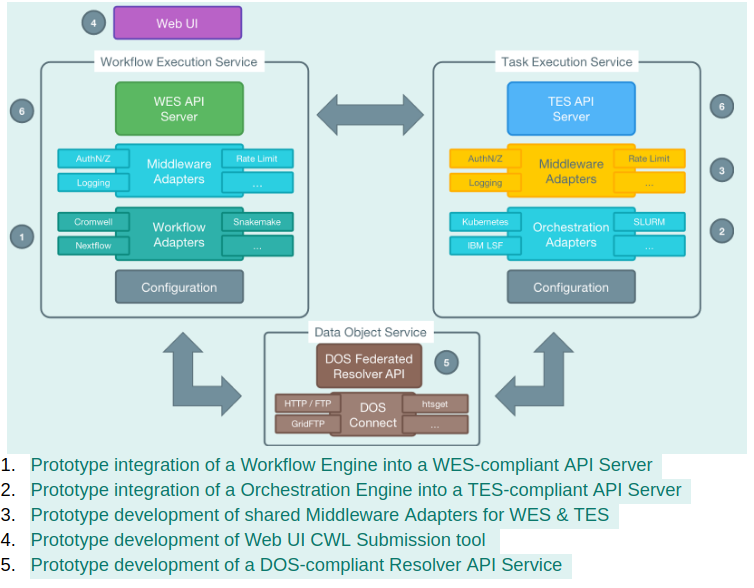 4
Web UI
Workflow Execution Service
Task Execution Service
6
WES API
Server
TES API
Server
6
AuthN/Z
Logging
Middleware
Adapters
Rate Limit
...
AuthN/Z
Logging
Middleware
Adapters
Rate Limit
...
3
1
Cromwell
Nextflow
Workflow
Adapters
Snakemake
...
Kubernetes
IBM LSF
Orchestration
Adapters
SLURM
...
2
Configuration
Configuration
Data Object Service
DOS Federated
Resolver API
5
HTTP / FTP
GridFTP
DOS
Connect
htsget
...
1. Prototype integration of a Workflow Engine into a WES-compliant API Server
2. Prototype integration of a Orchestration Engine into a TES-compliant API Server
3. Prototype development of shared Middleware Adapters for WES & TES
4. Prototype development of Web UI CWL Submission tool
5. Prototype development of a DOS-compliant Resolver API Service